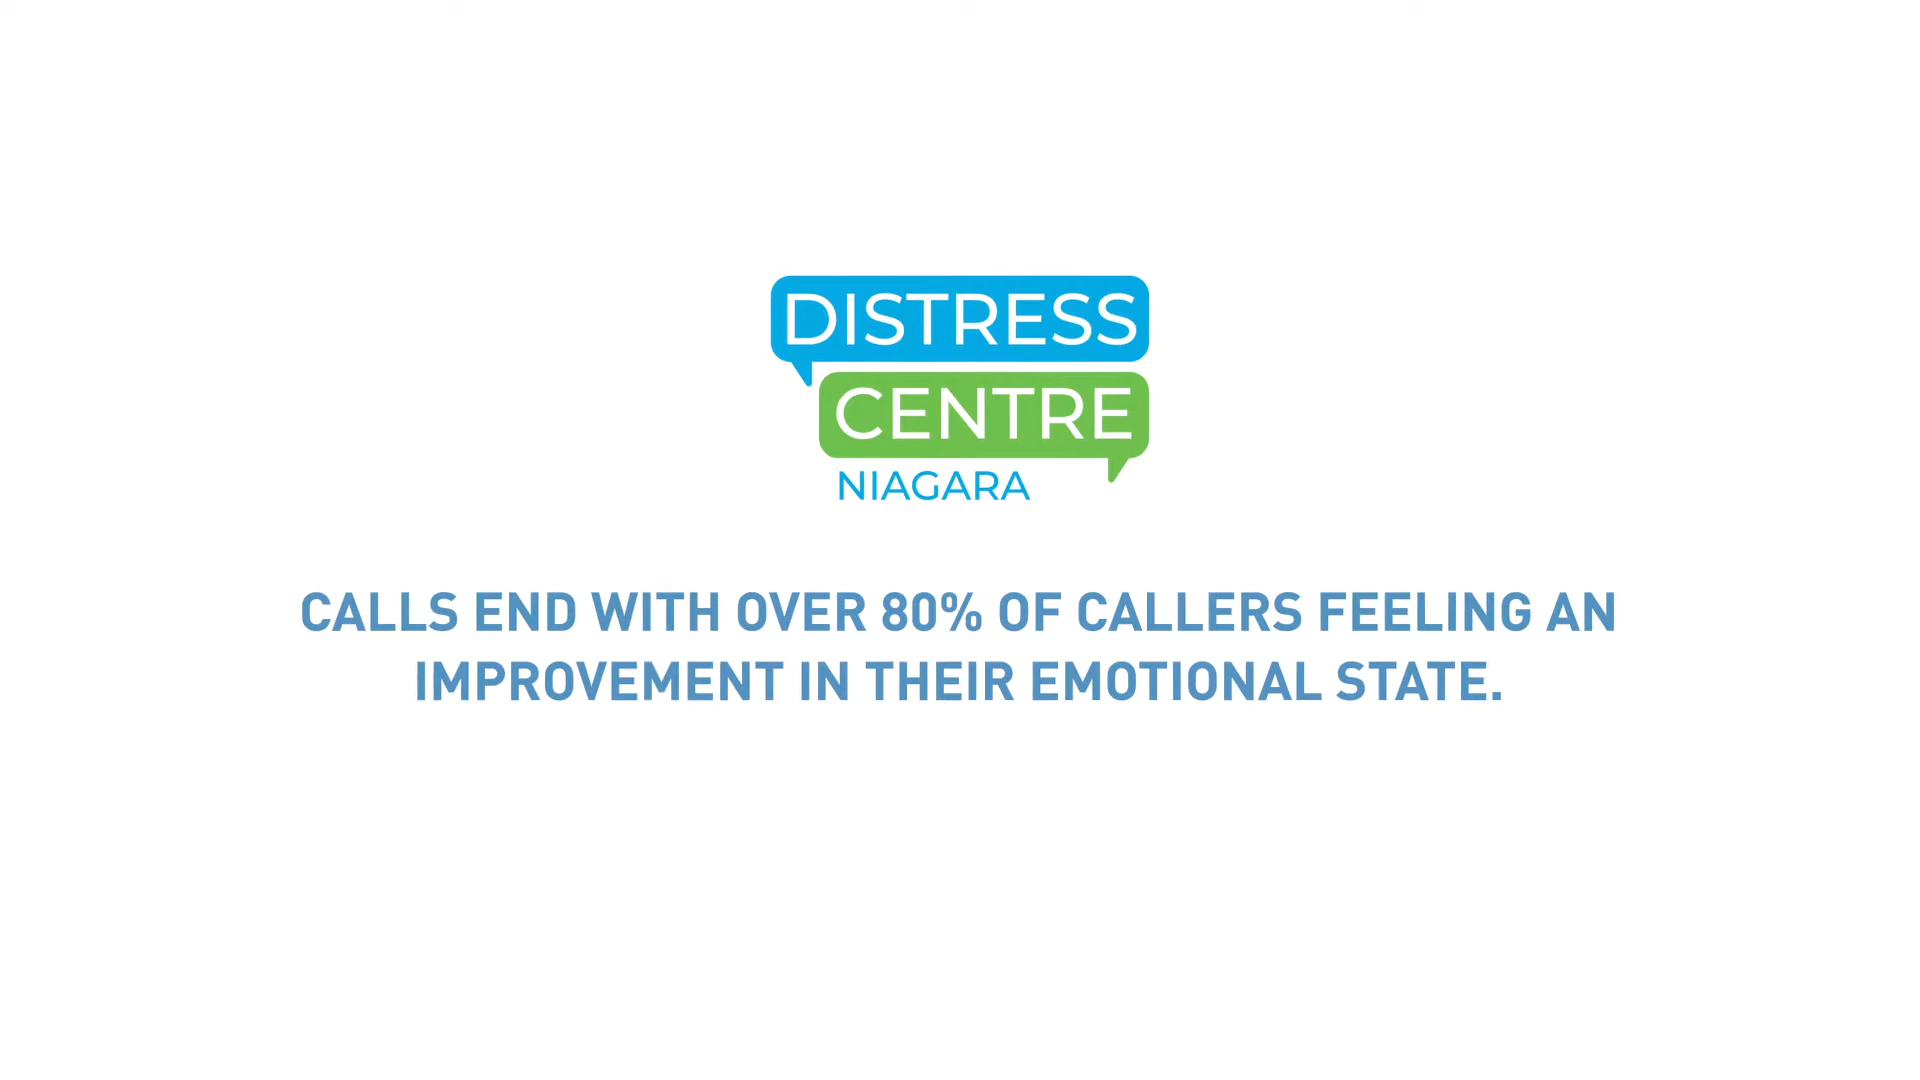 DISTRESS
CENTRE
NIAGARA
CALLS END WITH OVER 80% OF CALLERS FEELING AN
IMPROVEMENT IN THEIR EMOTIONAL STATE.